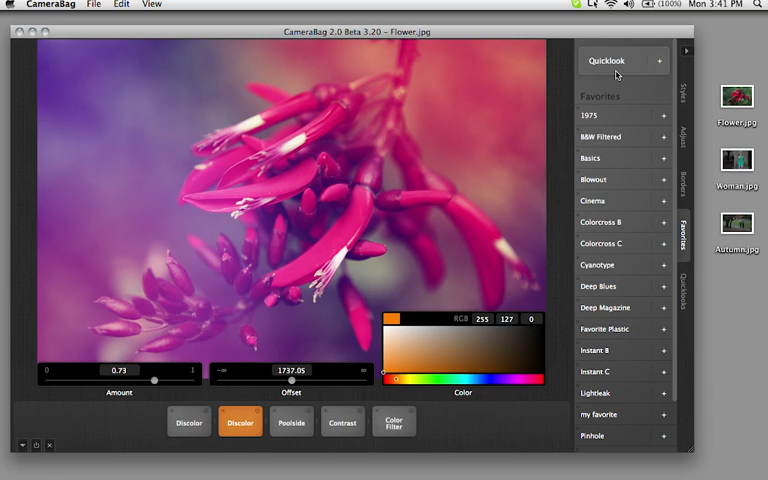 CameraBag File Edit View (100%) Mon 3:41 PM
CameraBag 2.0 Beta 3.20 - Flower.jpg
Quicklook +
Favorites
1975 +
B&W Filtered +
Basics +
Blowout +
Cinema +
Colorcross B +
Colorcross C +
Cyanotype +
Deep Blues +
Deep Magazine +
Favorite Plastic +
Instant B +
Instant C +
Lightleak +
my favorite +
Pinhole +
Styles
Adjust
Borders
Favorites
Quicklooks
Flower.jpg
Woman.jpg
Autumn.jpg
RGB 255 127 0
0 0.73 1
-∞ 1737.05 ∞
Amount
Offset
Color
Discolor
Discolor
Poolside
Contrast
Color
Filter